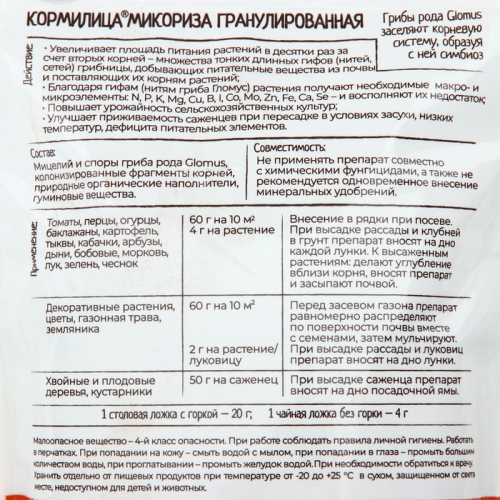 КОРМИЛИЦА®МИКОРИЗА ГРАНУЛИРОВАННАЯ
Грибы рода Glomus
заселяют корневую
систему, образуя
с ней симбиоз
Действие:
· Увеличивает площадь питания растений в десятки раз за
счет вторых корней – множества тонких длинных гифов (нитей,
сетей) грибницы, добывающих питательные вещества из почвы
и поставляющих их корням растений;
· Благодаря гифам (нитям гриба Гломус) растения получают необходимые макро- и
микроэлементы: N, P, K, Mg, Cu, B, I, Co, Mo, Zn, Fe, Ca, Se – и восполняют их недостаток;
· Повышает урожайность сельскохозяйственных культур;
· Улучшает приживаемость саженцев при пересадке в условиях засухи, низких
температур, дефицита питательных элементов.
Состав:
Мицелий и споры гриба рода Glomus,
колонизированные фрагменты корней,
природные органические наполнители,
гуминовые вещества.
Совместимость:
Не применять препарат совместно
с химическими фунгицидами, а также не
рекомендуется одновременное внесение
минеральных удобрений.
Применение
Томаты, перцы, огурцы,
баклажаны, картофель,
тыквы, кабачки, арбузы,
дыни, бобовые, морковь,
лук, зелень, чеснок
60 г на 10 м²
4 г на растение
Внесение в рядки при посеве.
При высадке рассады и клубней
в грунт препарат вносят на дно
каждой лунки. К высаженным
растениям: делают углубление
вблизи корня, вносят препарат
и засыпают почвой.
Декоративные растения,
цветы, газонная трава,
земляника
60 г на 10 м²
2 г на растение/
луковицу
Перед засевом газона препарат
равномерно распределяют
по поверхности почвы вместе
с семенами, затем мульчируют.
При высадке рассады и луковиц
препарат вносят на дно лунки.
Хвойные и плодовые
деревья, кустарники
50 г на саженец
При высадке саженца препарат
вносят на дно посадочной ямы.
1 столовая ложка с горкой – 20 г; 1 чайная ложка без горки – 4 г
Малоопасное вещество – 4-й класс опасности. При работе соблюдать правила личной гигиены. Работать
в перчатках. При попадании на кожу – смыть водой с мылом, при попадании в глаза – промыть большим
количеством воды, при проглатывании – промыть желудок водой.При необходимости обратиться к врачу.
Хранить отдельно от пищевых продуктов при температуре от -20 до +25 °С в сухом, защищенном от света
месте, недоступном для детей и животных.